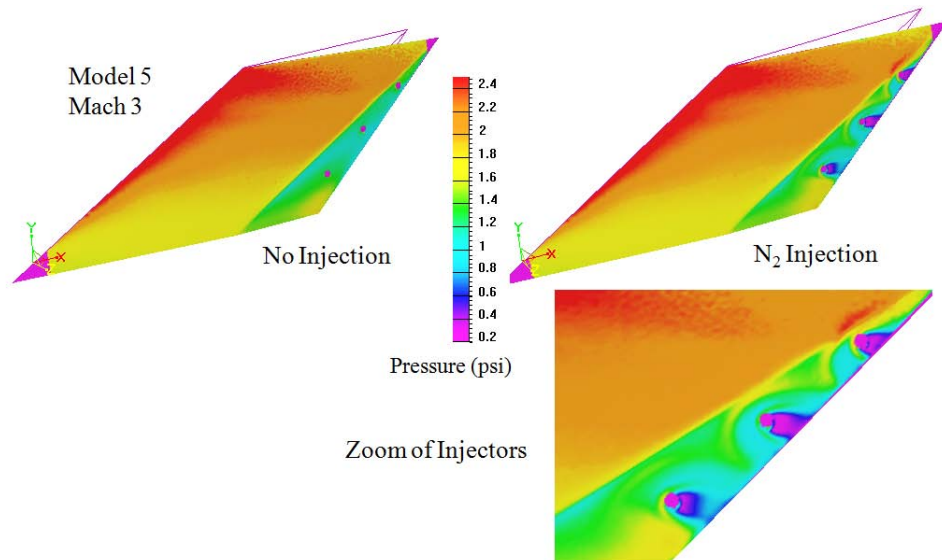 Model 5
Mach 3
2.4
2.2
2
1.8
1.6
1.4
1.2
1
0.8
0.6
0.4
0.2
Y
X
Y
X
No Injection
N₂ Injection
Pressure (psi)
Zoom of Injectors